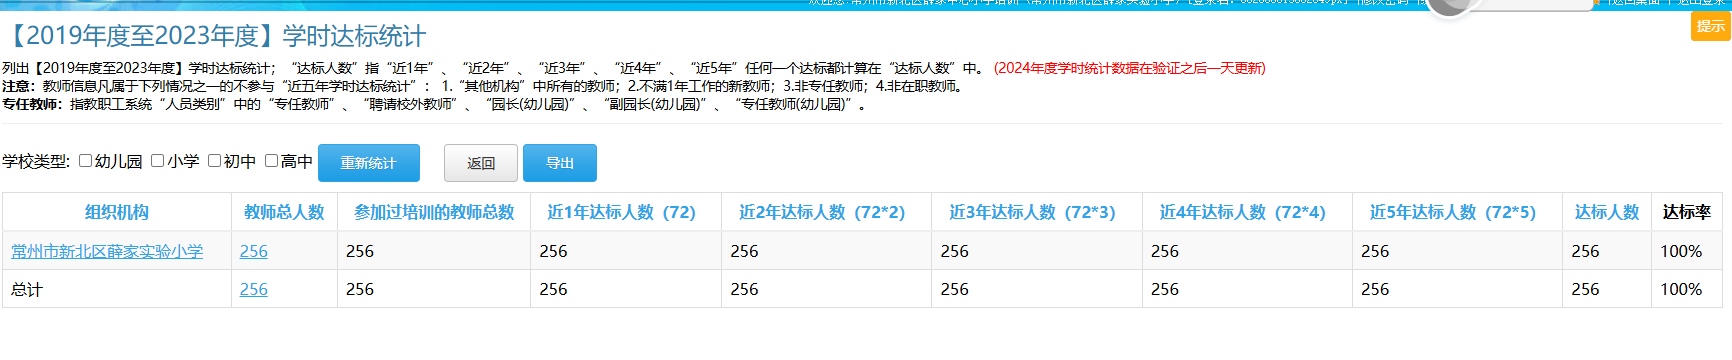 【2019年度至2023年度】学时达标统计
提示
列出【2019年度至2023年度】学时达标统计；“达标人数”指“近1年”、“近2年”、“近3年”、“近4年”、“近5年”任何一个达标都计算在“达标人数”中。 (2024年度学时统计数据在验证之后一天更新)
注意：教师信息凡属于下列情况之一的不参与“近五年学时达标统计”： 1.“其他机构”中所有的教师；2.不满1年工作的新教师；3.非专任教师；4.非在职教师。
专任教师：指教职工系统“人员类别”中的“专任教师”、“聘请校外教师”、“园长(幼儿园)”、“副园长(幼儿园)”、“专任教师(幼儿园)”。
学校类型: 幼儿园 小学 初中 高中 重新统计 返回 导出
组织机构 教师总人数 参加过培训的教师总数 近1年达标人数（72） 近2年达标人数（72*2） 近3年达标人数（72*3） 近4年达标人数（72*4） 近5年达标人数（72*5） 达标人数 达标率
常州市新北区薛家实验小学 256 256 256 256 256 256 256 256 100%
总计 256 256 256 256 256 256 256 256 100%